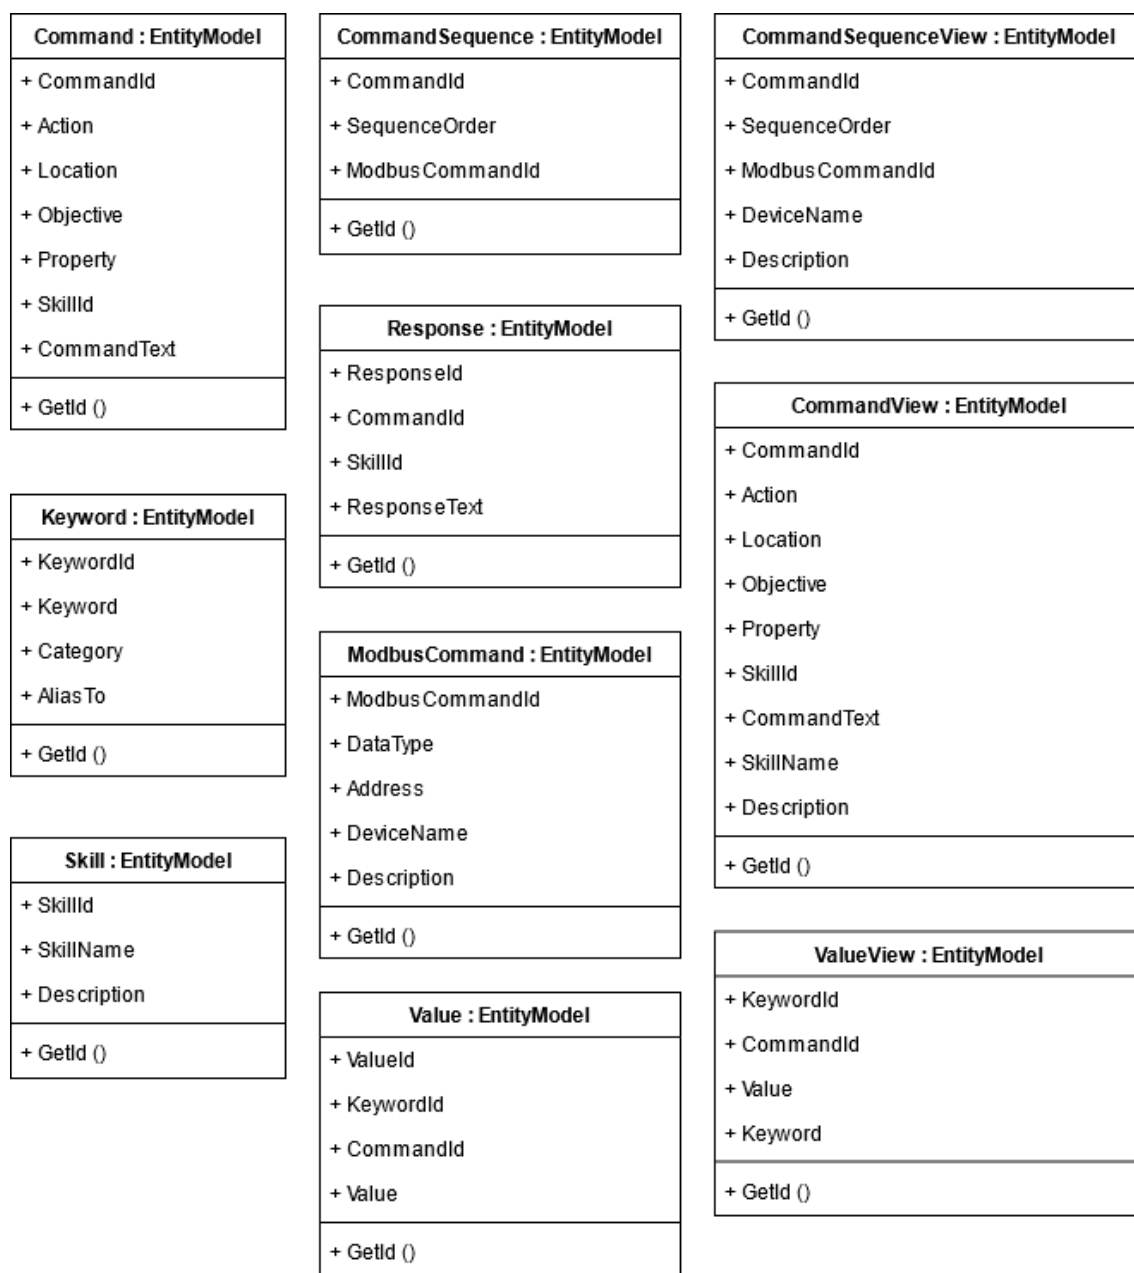 Command : EntityModel
+ CommandId
+ Action
+ Location
+ Objective
+ Property
+ SkillId
+ CommandText
+ GetId ()
Keyword : EntityModel
+ KeywordId
+ Keyword
+ Category
+ AliasTo
+ GetId ()
Skill : EntityModel
+ SkillId
+ SkillName
+ Description
+ GetId ()
CommandSequence : EntityModel
+ CommandId
+ SequenceOrder
+ ModbusCommandId
+ GetId ()
Response : EntityModel
+ ResponseId
+ CommandId
+ SkillId
+ ResponseText
+ GetId ()
ModbusCommand : EntityModel
+ ModbusCommandId
+ DataType
+ Address
+ DeviceName
+ Description
+ GetId ()
Value : EntityModel
+ ValueId
+ KeywordId
+ CommandId
+ Value
+ GetId ()
CommandSequenceView : EntityModel
+ CommandId
+ SequenceOrder
+ ModbusCommandId
+ DeviceName
+ Description
+ GetId ()
CommandView : EntityModel
+ CommandId
+ Action
+ Location
+ Objective
+ Property
+ SkillId
+ CommandText
+ SkillName
+ Description
+ GetId ()
ValueView : EntityModel
+ KeywordId
+ CommandId
+ Value
+ Keyword
+ GetId ()